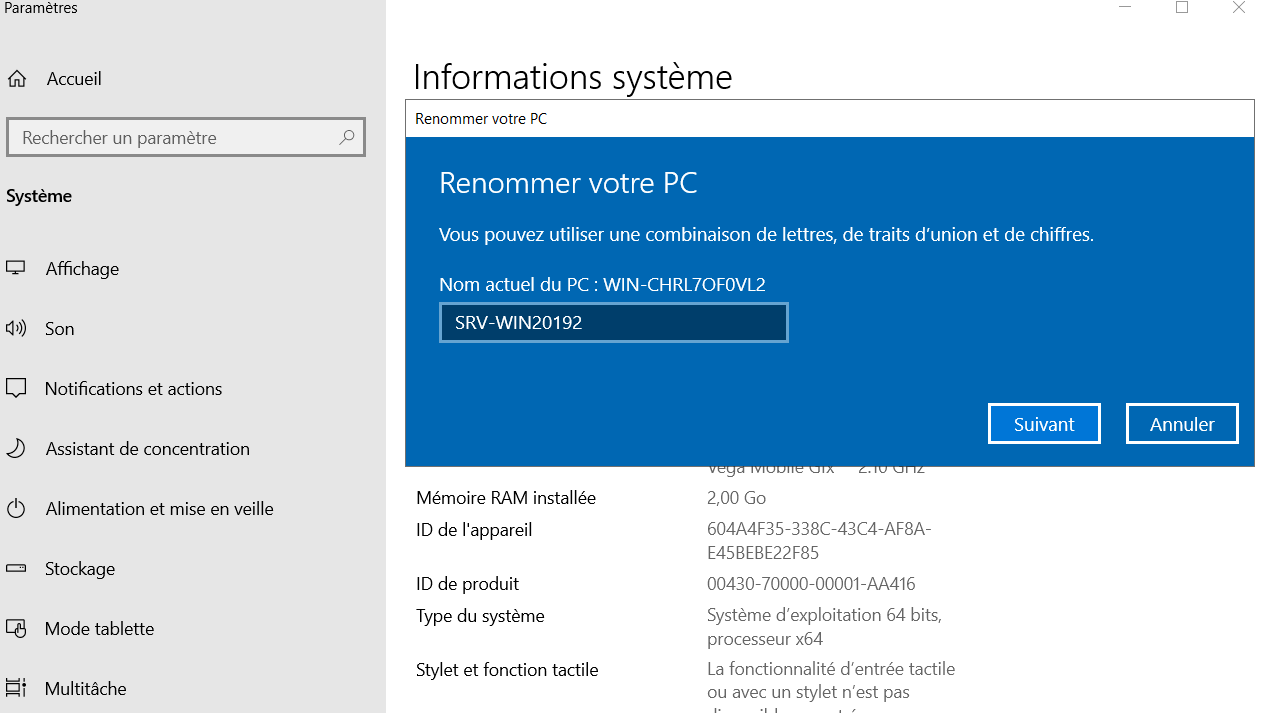 Paramètres
Accueil
Rechercher un paramètre
Système
Affichage
Son
Notifications et actions
Assistant de concentration
Alimentation et mise en veille
Stockage
Mode tablette
Multitâche
Informations système
Renommer votre PC
Renommer votre PC
Vous pouvez utiliser une combinaison de lettres, de traits d’union et de chiffres.
Nom actuel du PC : WIN-CHRL7OF0VL2
SRV-WIN20192
Suivant Annuler
Vega Mobile Gfx 2.10 GHz
Mémoire RAM installée 2,00 Go
ID de l'appareil 604A4F35-338C-43C4-AF8A-
E45BEBE22F85
ID de produit 00430-70000-00001-AA416
Type du système Système d’exploitation 64 bits,
processeur x64
Stylet et fonction tactile La fonctionnalité d’entrée tactile
ou avec un stylet n’est pas